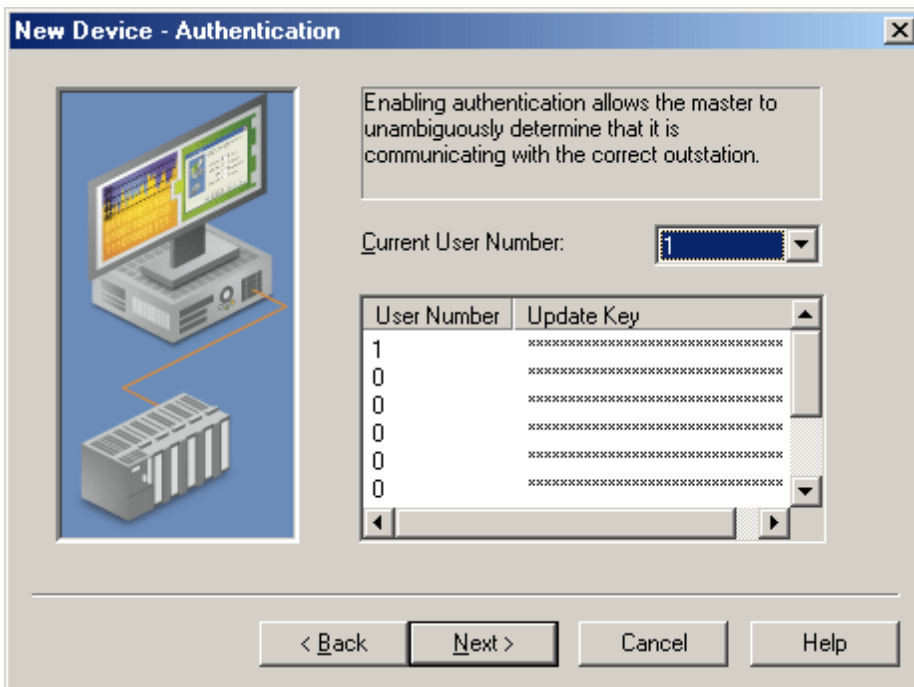 New Device - Authentication
Enabling authentication allows the master to
unambiguously determine that it is
communicating with the correct outstation.
Current User Number: 1
User Number Update Key
1 ********************************
0 ********************************
0 ********************************
0 ********************************
0 ********************************
0 ********************************
< Back Next > Cancel Help